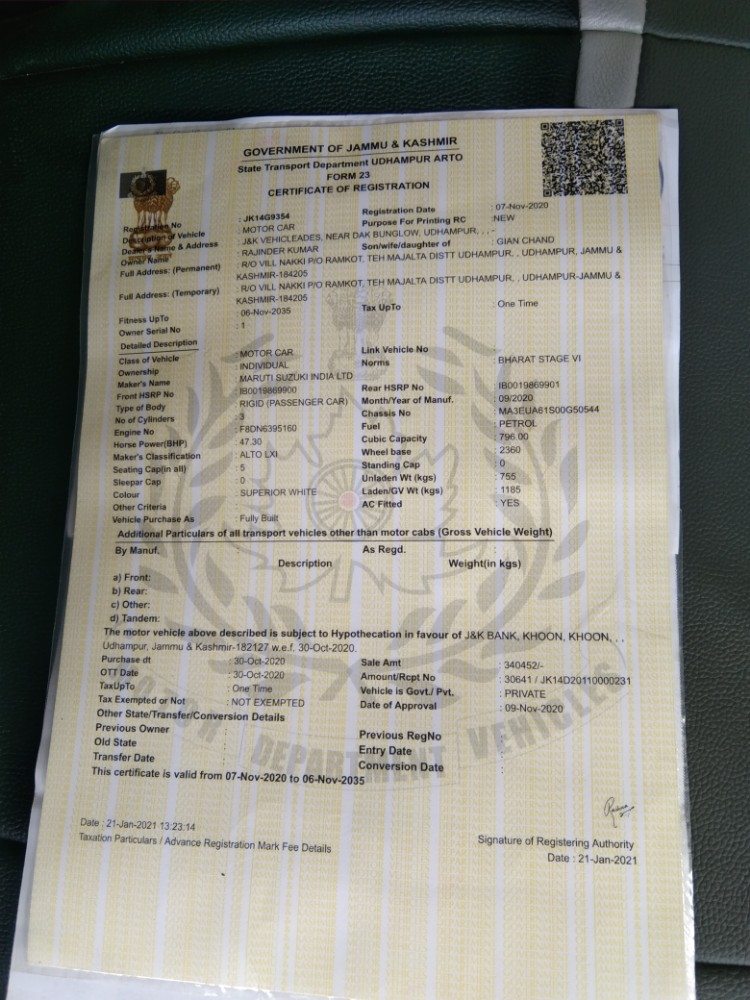 GOVERNMENT OF JAMMU & KASHMIR
State Transport Department UDHAMPUR ARTO
FORM 23
CERTIFICATE OF REGISTRATION
Registration No : JK14G9354 Registration Date : 07-Nov-2020
Description of Vehicle : MOTOR CAR Purpose For Printing RC : NEW
Dealer's Name & Address : J&K VEHICLEADES, NEAR DAK BUNGLOW, UDHAMPUR, , , -
Owner Name : RAJINDER KUMAR Son/wife/daughter of : GIAN CHAND
Full Address: (Permanent) : R/O VILL NAKKI P/O RAMKOT, TEH MAJALTA DISTT UDHAMPUR, , UDHAMPUR, JAMMU &
KASHMIR-184205
Full Address: (Temporary) : R/O VILL NAKKI P/O RAMKOT, TEH MAJALTA DISTT UDHAMPUR, , UDHAMPUR-JAMMU &
KASHMIR-184205
Fitness UpTo : 06-Nov-2035 Tax UpTo : One Time
Owner Serial No : 1
Detailed Description
Class of Vehicle : MOTOR CAR Link Vehicle No :
Ownership : INDIVIDUAL Norms : BHARAT STAGE VI
Maker's Name : MARUTI SUZUKI INDIA LTD
Front HSRP No : IB0019869900 Rear HSRP No : IB0019869901
Type of Body : RIGID (PASSENGER CAR) Month/Year of Manuf. : 09/2020
No of Cylinders : 3 Chassis No : MA3EUA61S00G50544
Engine No : F8DN6395160 Fuel : PETROL
Horse Power(BHP) : 47.30 Cubic Capacity : 796.00
Maker's Classification : ALTO LXI Wheel base : 2360
Seating Cap(in all) : 5 Standing Cap : 0
Sleepar Cap : 0 Unladen Wt (kgs) : 755
Colour : SUPERIOR WHITE Laden/GV Wt (kgs) : 1185
Other Criteria : AC Fitted : YES
Vehicle Purchase As : Fully Built
Additional Particulars of all transport vehicles other than motor cabs (Gross Vehicle Weight)
By Manuf. As Regd. :
Description Weight(in kgs)
a) Front:
b) Rear:
c) Other:
d) Tandem:
The motor vehicle above described is subject to Hypothecation in favour of J&K BANK, KHOON, KHOON, , ,
Udhampur, Jammu & Kashmir-182127 w.e.f. 30-Oct-2020.
Purchase dt : 30-Oct-2020 Sale Amt : 340452/-
OTT Date : 30-Oct-2020 Amount/Rcpt No : 30641 / JK14D20110000231
TaxUpTo : One Time Vehicle is Govt./ Pvt. : PRIVATE
Tax Exempted or Not : NOT EXEMPTED Date of Approval : 09-Nov-2020
Other State/Transfer/Conversion Details
Previous Owner : Previous RegNo :
Old State : Entry Date :
Transfer Date : Conversion Date :
This certificate is valid from 07-Nov-2020 to 06-Nov-2035
Date : 21-Jan-2021 13:23:14
Taxation Particulars / Advance Registration Mark Fee Details
Signature of Registering Authority
Date : 21-Jan-2021
MOTOR VEHICLES DEPARTMENT